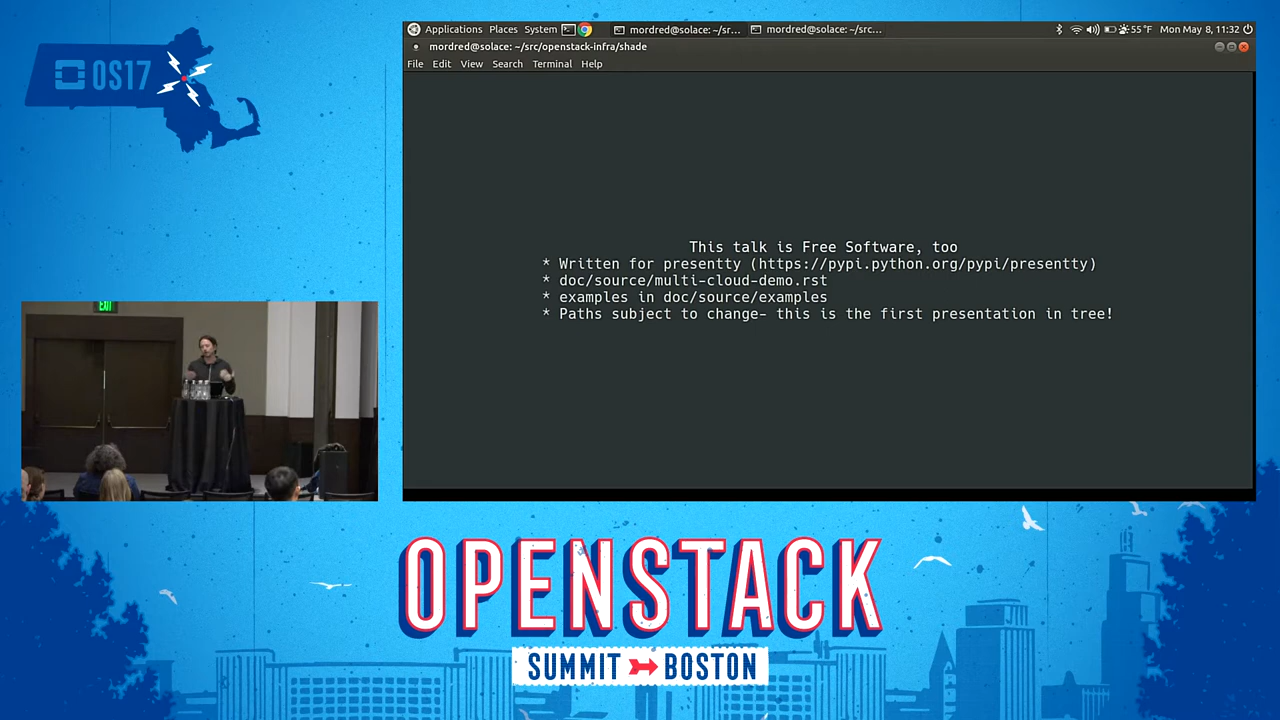 OS17
Applications Places System mordred@solace: ~/sr... mordred@solace: ~/src... 55 °F Mon May 8, 11:32
mordred@solace: ~/src/openstack-infra/shade
File Edit View Search Terminal Help
This talk is Free Software, too
* Written for presentty (https://pypi.python.org/pypi/presentty)
* doc/source/multi-cloud-demo.rst
* examples in doc/source/examples
* Paths subject to change- this is the first presentation in tree!
EXIT
OPENSTACK
SUMMIT BOSTON